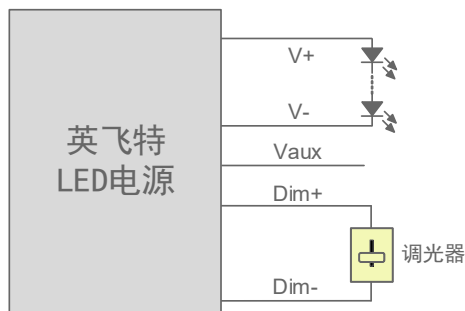 V+
V-
英飞特
LED电源
Vaux
Dim+
调光器
Dim-